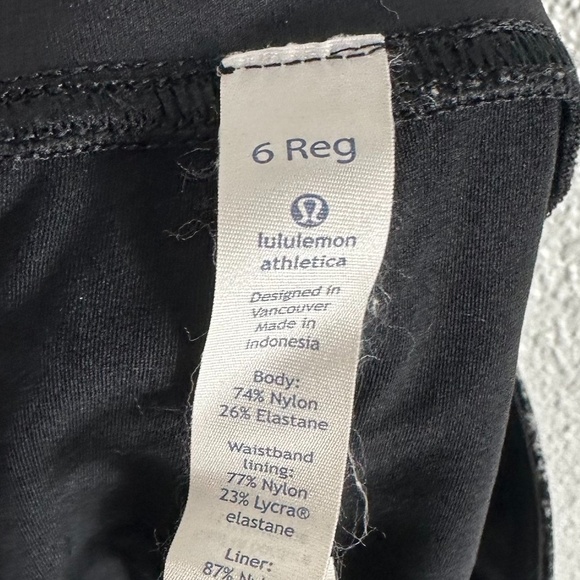 6 Reg
lululemon
athletica
Designed in
Vancouver
Made in
Indonesia
Body:
74% Nylon
26% Elastane
Waistband
lining:
77% Nylon
23% Lycra®
elastane
Liner:
87%